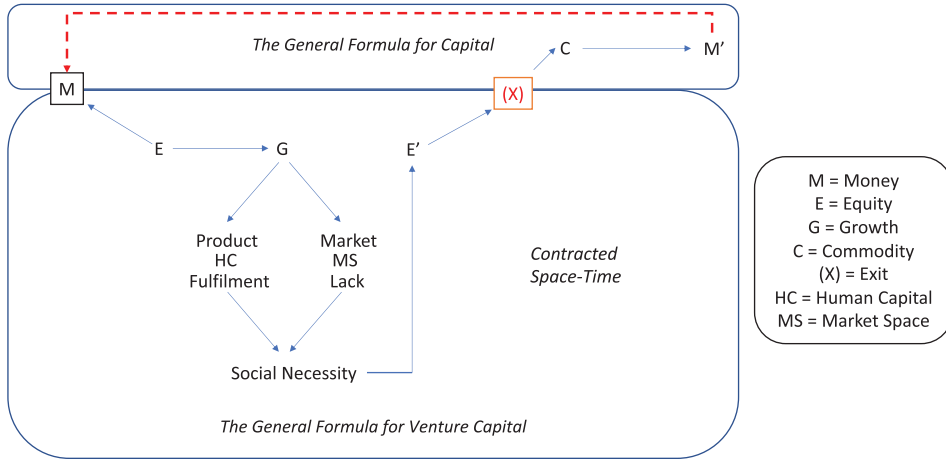 The General Formula for Capital
C
M'
M
(X)
E
G
E'
Product
HC
Fulfilment
Market
MS
Lack
Contracted
Space-Time
Social Necessity
The General Formula for Venture Capital
M = Money
E = Equity
G = Growth
C = Commodity
(X) = Exit
HC = Human Capital
MS = Market Space